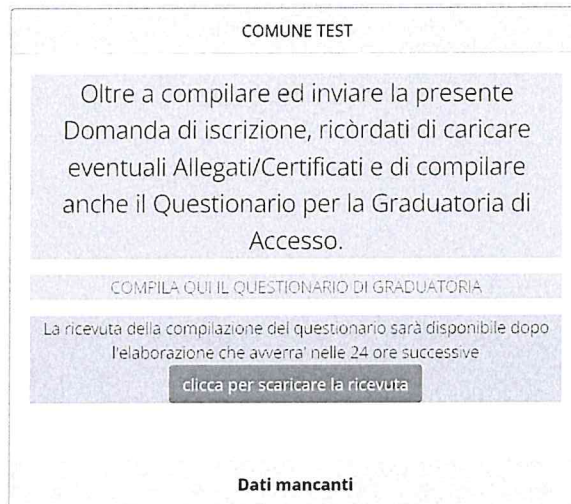 COMUNE TEST
Oltre a compilare ed inviare la presente
Domanda di iscrizione, ricòrdati di caricare
eventuali Allegati/Certificati e di compilare
anche il Questionario per la Graduatoria di
Accesso.
COMPILA QUI IL QUESTIONARIO DI GRADUATORIA
La ricevuta della compilazione del questionario sarà disponibile dopo
l'elaborazione che avverra' nelle 24 ore successive
clicca per scaricare la ricevuta
Dati mancanti